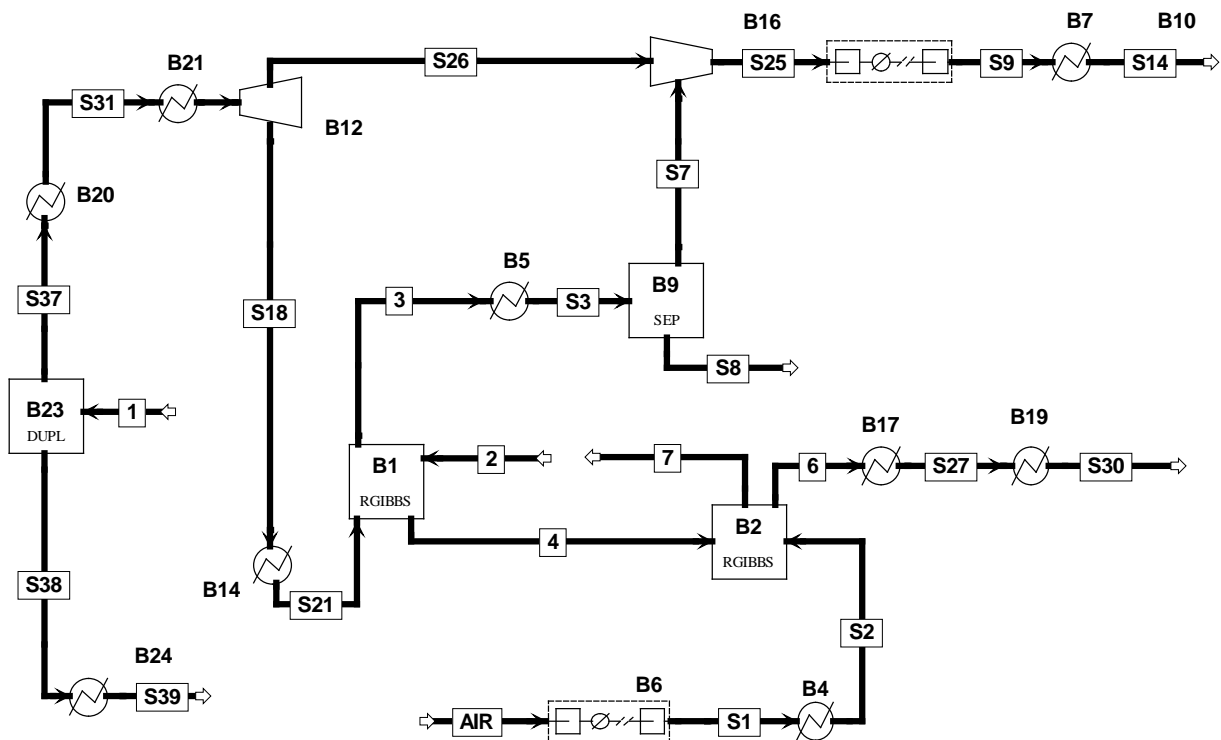 B16
B7
B10
S26
S25
S9
S14
B21
S31
B12
S7
B20
B5
B9
SEP
S37
S18
3
S3
S8
B23
DUPL
1
B1
RGIBBS
2
7
B17
B19
6
S27
S30
B2
RGIBBS
4
S38
B14
S21
S2
B24
S39
B6
B4
AIR
S1